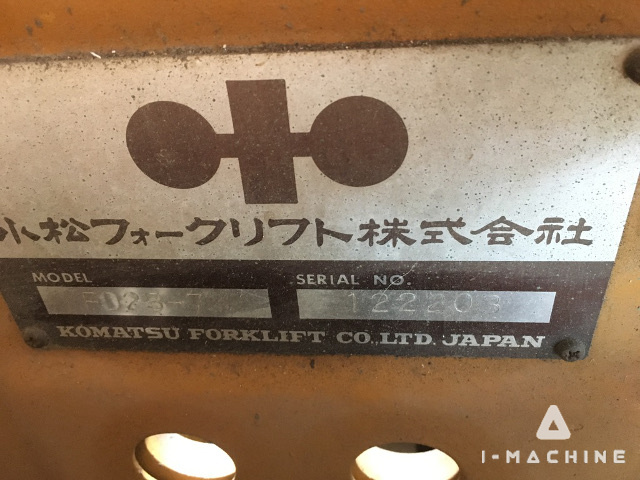 小松フォークリフト株式会社
MODEL SERIAL NO.
122203
KOMATSU FORKLIFT CO.LTD. JAPAN
I-MACHINE